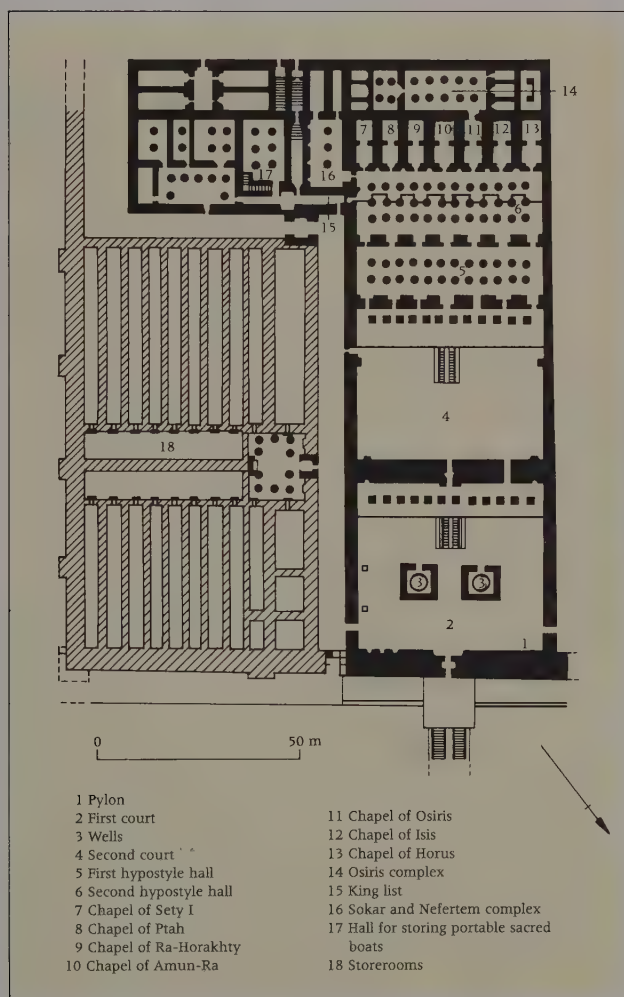 14
7 8 9 10 11 12 13
16
17
6
15
5
4
18
3 3
2
1
0 50 m
1 Pylon
2 First court
3 Wells
4 Second court
5 First hypostyle hall
6 Second hypostyle hall
7 Chapel of Sety I
8 Chapel of Ptah
9 Chapel of Ra-Horakhty
10 Chapel of Amun-Ra
11 Chapel of Osiris
12 Chapel of Isis
13 Chapel of Horus
14 Osiris complex
15 King list
16 Sokar and Nefertem complex
17 Hall for storing portable sacred
boats
18 Storerooms